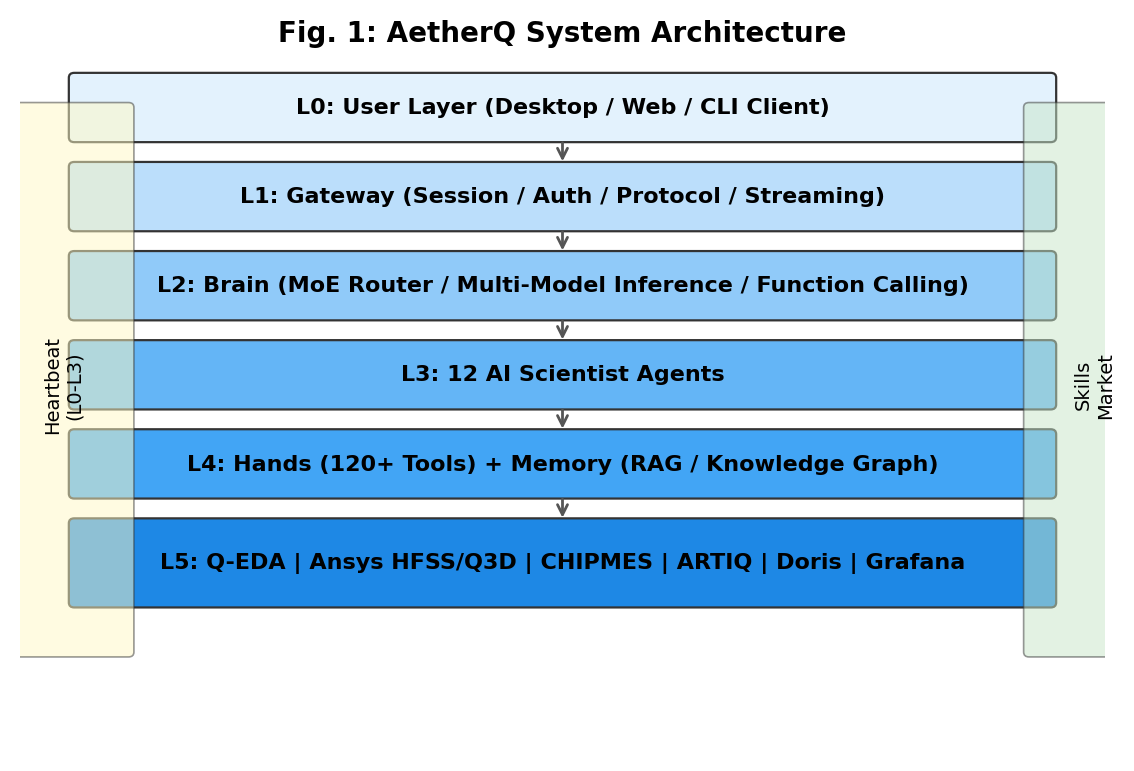 Fig. 1: AetherQ System Architecture
L0: User Layer (Desktop / Web / CLI Client)
L1: Gateway (Session / Auth / Protocol / Streaming)
L2: Brain (MoE Router / Multi-Model Inference / Function Calling)
L3: 12 AI Scientist Agents
L4: Hands (120+ Tools) + Memory (RAG / Knowledge Graph)
L5: Q-EDA | Ansys HFSS/Q3D | CHIPMES | ARTIQ | Doris | Grafana
Heartbeat
(L0-L3)
Skills
Market